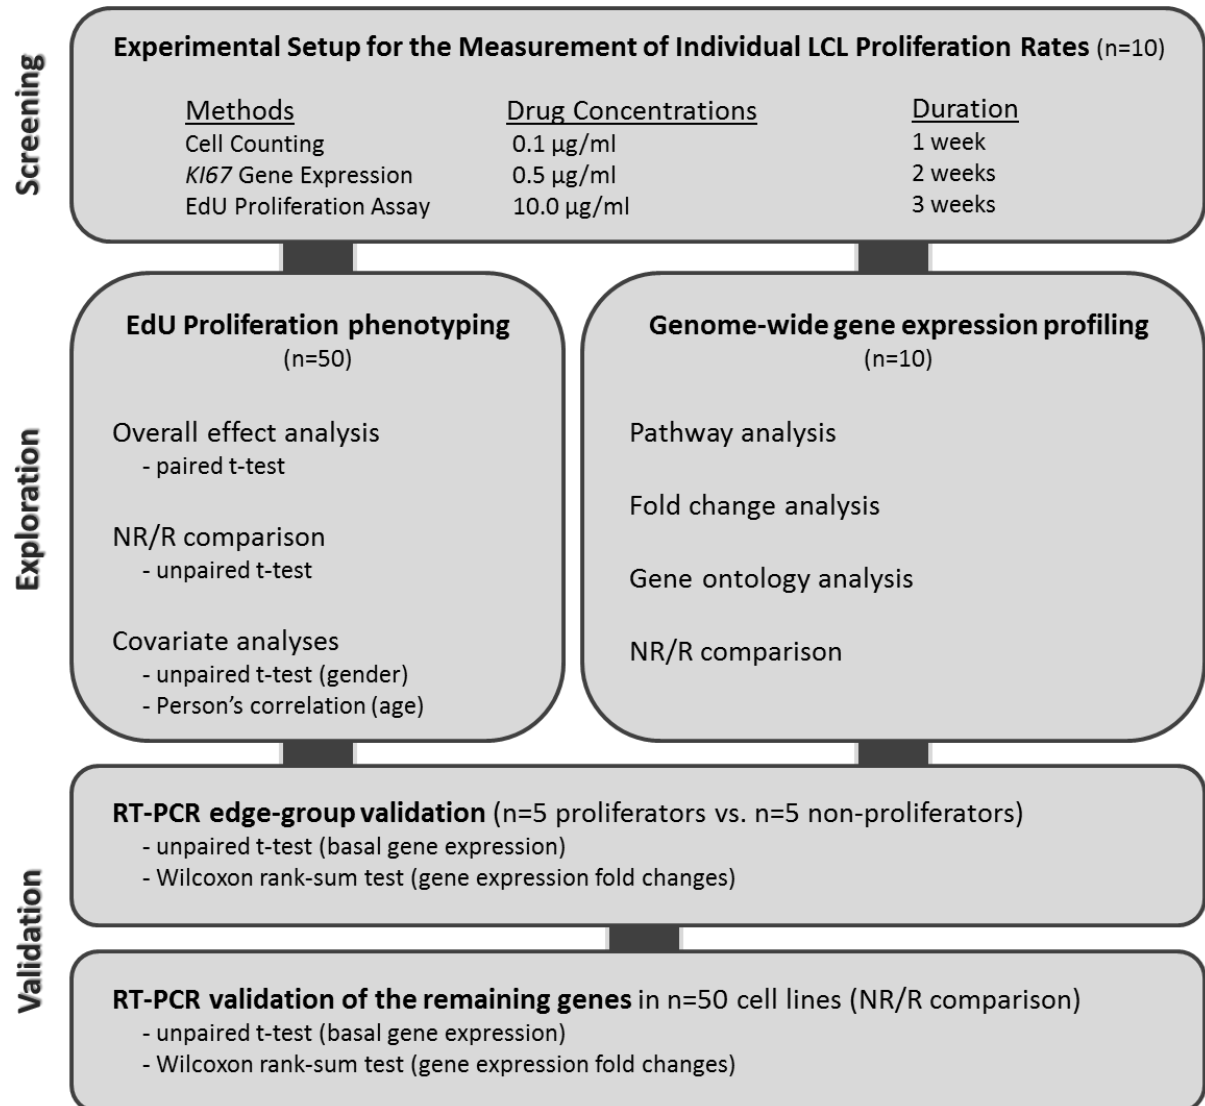 Screening
Experimental Setup for the Measurement of Individual LCL Proliferation Rates (n=10)
Methods Drug Concentrations Duration
Cell Counting 0.1 µg/ml 1 week
KI67 Gene Expression 0.5 µg/ml 2 weeks
EdU Proliferation Assay 10.0 µg/ml 3 weeks
Exploration
EdU Proliferation phenotyping
(n=50)
Overall effect analysis
- paired t-test
NR/R comparison
- unpaired t-test
Covariate analyses
- unpaired t-test (gender)
- Person’s correlation (age)
Genome-wide gene expression profiling
(n=10)
Pathway analysis
Fold change analysis
Gene ontology analysis
NR/R comparison
Validation
RT-PCR edge-group validation (n=5 proliferators vs. n=5 non-proliferators)
- unpaired t-test (basal gene expression)
- Wilcoxon rank-sum test (gene expression fold changes)
RT-PCR validation of the remaining genes in n=50 cell lines (NR/R comparison)
- unpaired t-test (basal gene expression)
- Wilcoxon rank-sum test (gene expression fold changes)